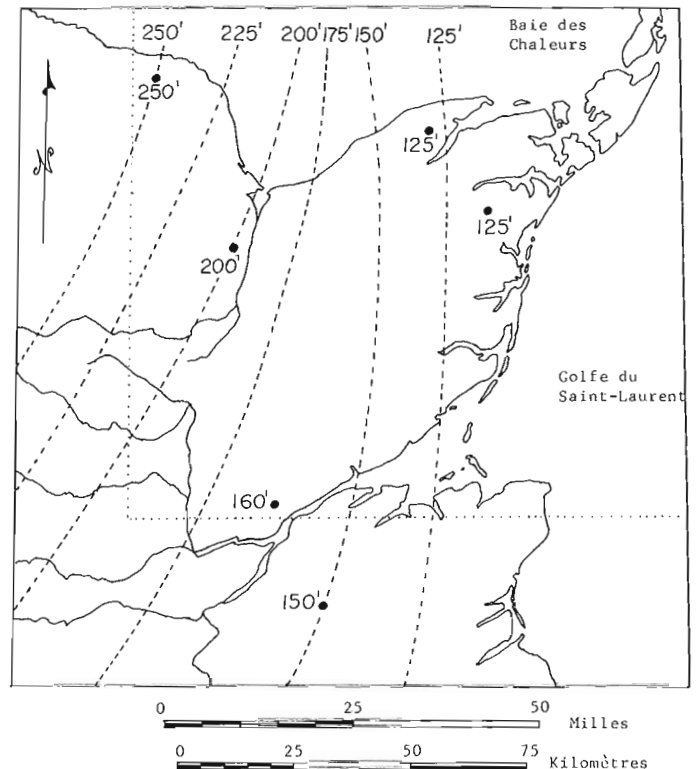 250' 225' 200' 175' 150' 125'
Baie des
Chaleurs
250'
N
125'
125'
200'
Golfe du
Saint-Laurent
160'
150'
0 25 50
Milles
0 25 50 75
Kilomètres